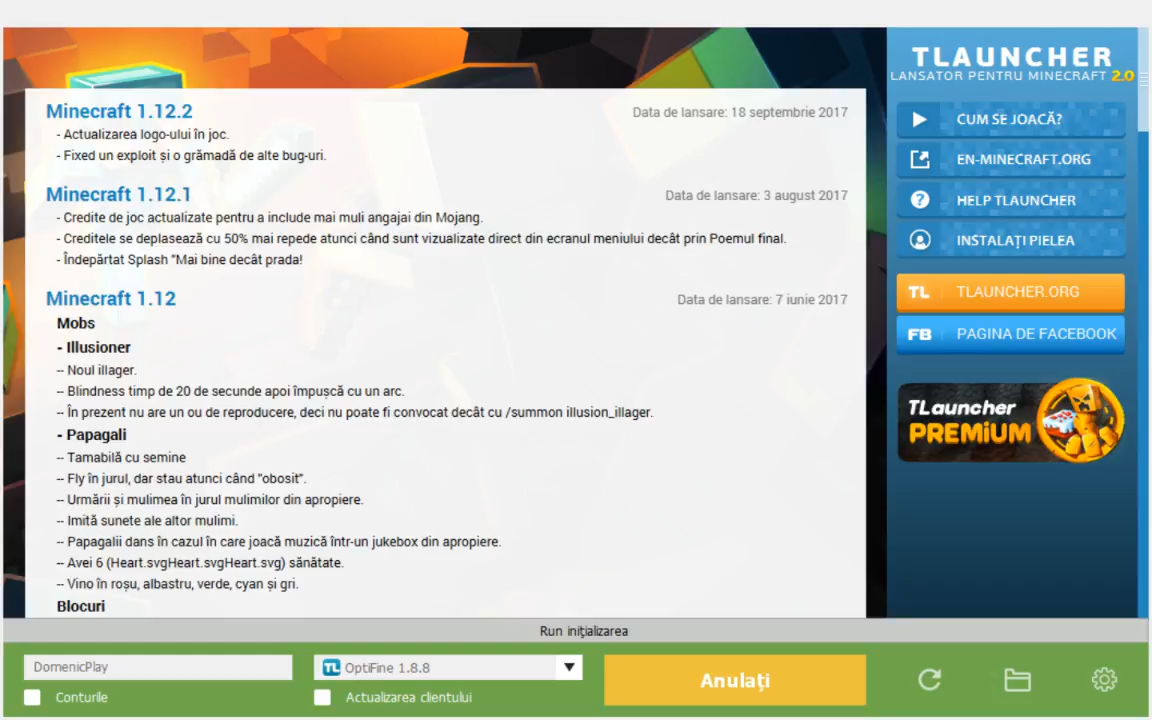 Minecraft 1.12.2
Data de lansare: 18 septembrie 2017
- Actualizarea logo-ului în joc.
- Fixed un exploit și o grămadă de alte bug-uri.
Minecraft 1.12.1
Data de lansare: 3 august 2017
- Credite de joc actualizate pentru a include mai muli angajai din Mojang.
- Creditele se deplasează cu 50% mai repede atunci când sunt vizualizate direct din ecranul meniului decât prin Poemul final.
- Îndepărtat Splash "Mai bine decât prada!
Minecraft 1.12
Data de lansare: 7 iunie 2017
Mobs
- Illusioner
-- Noul illager.
-- Blindness timp de 20 de secunde apoi împușcă cu un arc.
-- În prezent nu are un ou de reproducere, deci nu poate fi convocat decât cu /summon illusion_illager.
- Papagali
-- Tamabilă cu semine
-- Fly în jurul, dar stau atunci când "obosit".
-- Urmării și mulimea în jurul mulimilor din apropiere.
-- Imită sunete ale altor mulimi.
-- Papagalii dans în cazul în care joacă muzică într-un jukebox din apropiere.
-- Avei 6 (Heart.svgHeart.svgHeart.svg) sănătate.
-- Vino în roșu, albastru, verde, cyan și gri.
Blocuri
TLAUNCHER
LANSATOR PENTRU MINECRAFT 2.0
CUM SE JOACĂ?
EN-MINECRAFT.ORG
? HELP TLAUNCHER
INSTALAȚI PIELEA
TL TLAUNCHER.ORG
FB PAGINA DE FACEBOOK
TLauncher
PREMIUM
Run inițializarea
DomenicPlay
TL OptiFine 1.8.8
Anulați
Conturile
Actualizarea clientului